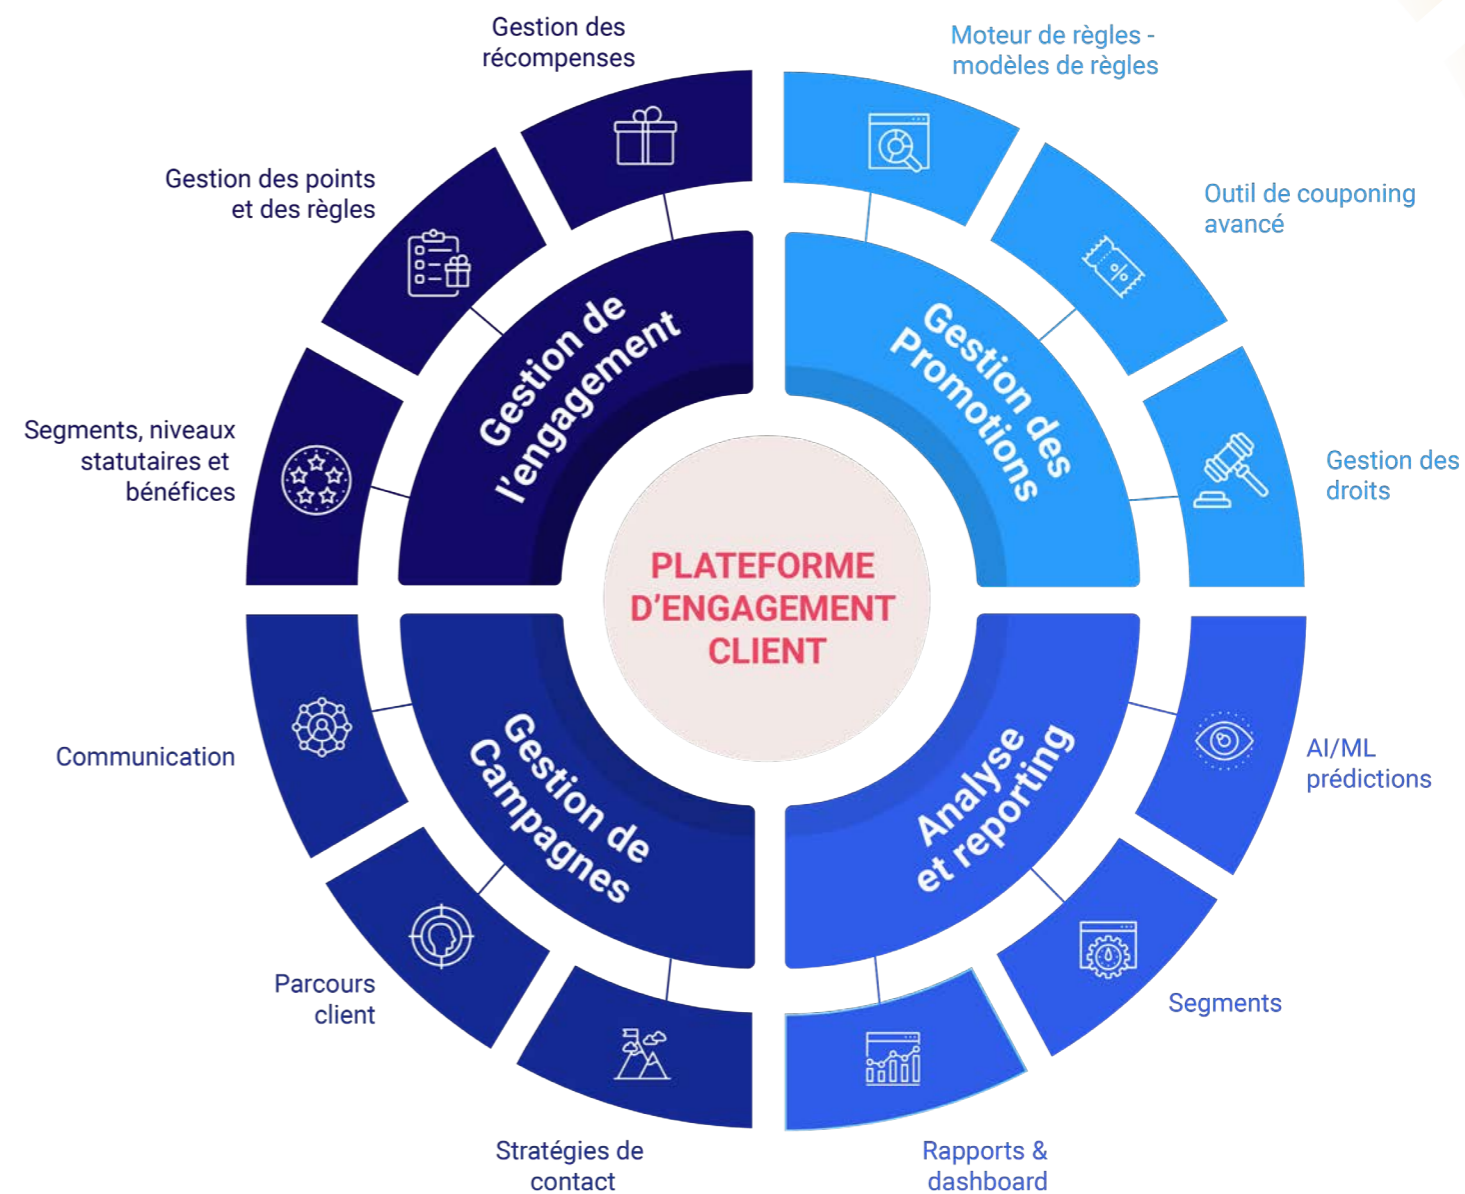 Gestion des
récompenses
Moteur de règles -
modèles de règles
Gestion des points
et des règles
Outil de couponing
avancé
Segments, niveaux
statutaires et
bénéfices
Gestion des
droits
Gestion de
l'engagement
Gestion des
Promotions
PLATEFORME
D'ENGAGEMENT
CLIENT
Gestion de
Campagnes
Analyse
et reporting
Communication
AI/ML
prédictions
Parcours
client
Segments
Stratégies de
contact
Rapports &
dashboard